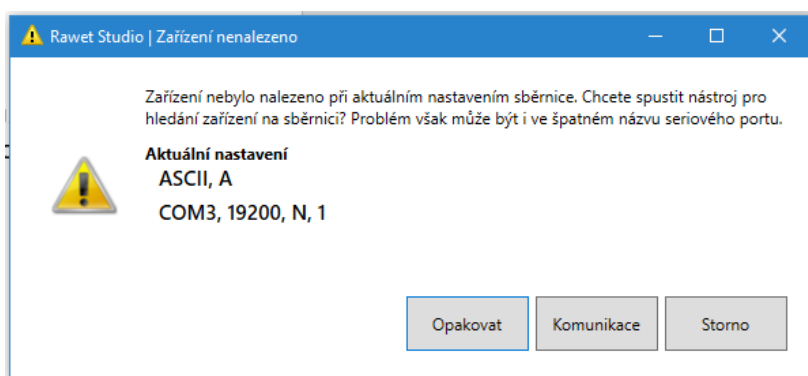 Rawet Studio | Zařízení nenalezeno
Zařízení nebylo nalezeno při aktuálním nastavením sběrnice. Chcete spustit nástroj pro
hledání zařízení na sběrnici? Problém však může být i ve špatném názvu seriového portu.
Aktuální nastavení
ASCII, A
COM3, 19200, N, 1
Opakovat Komunikace Storno